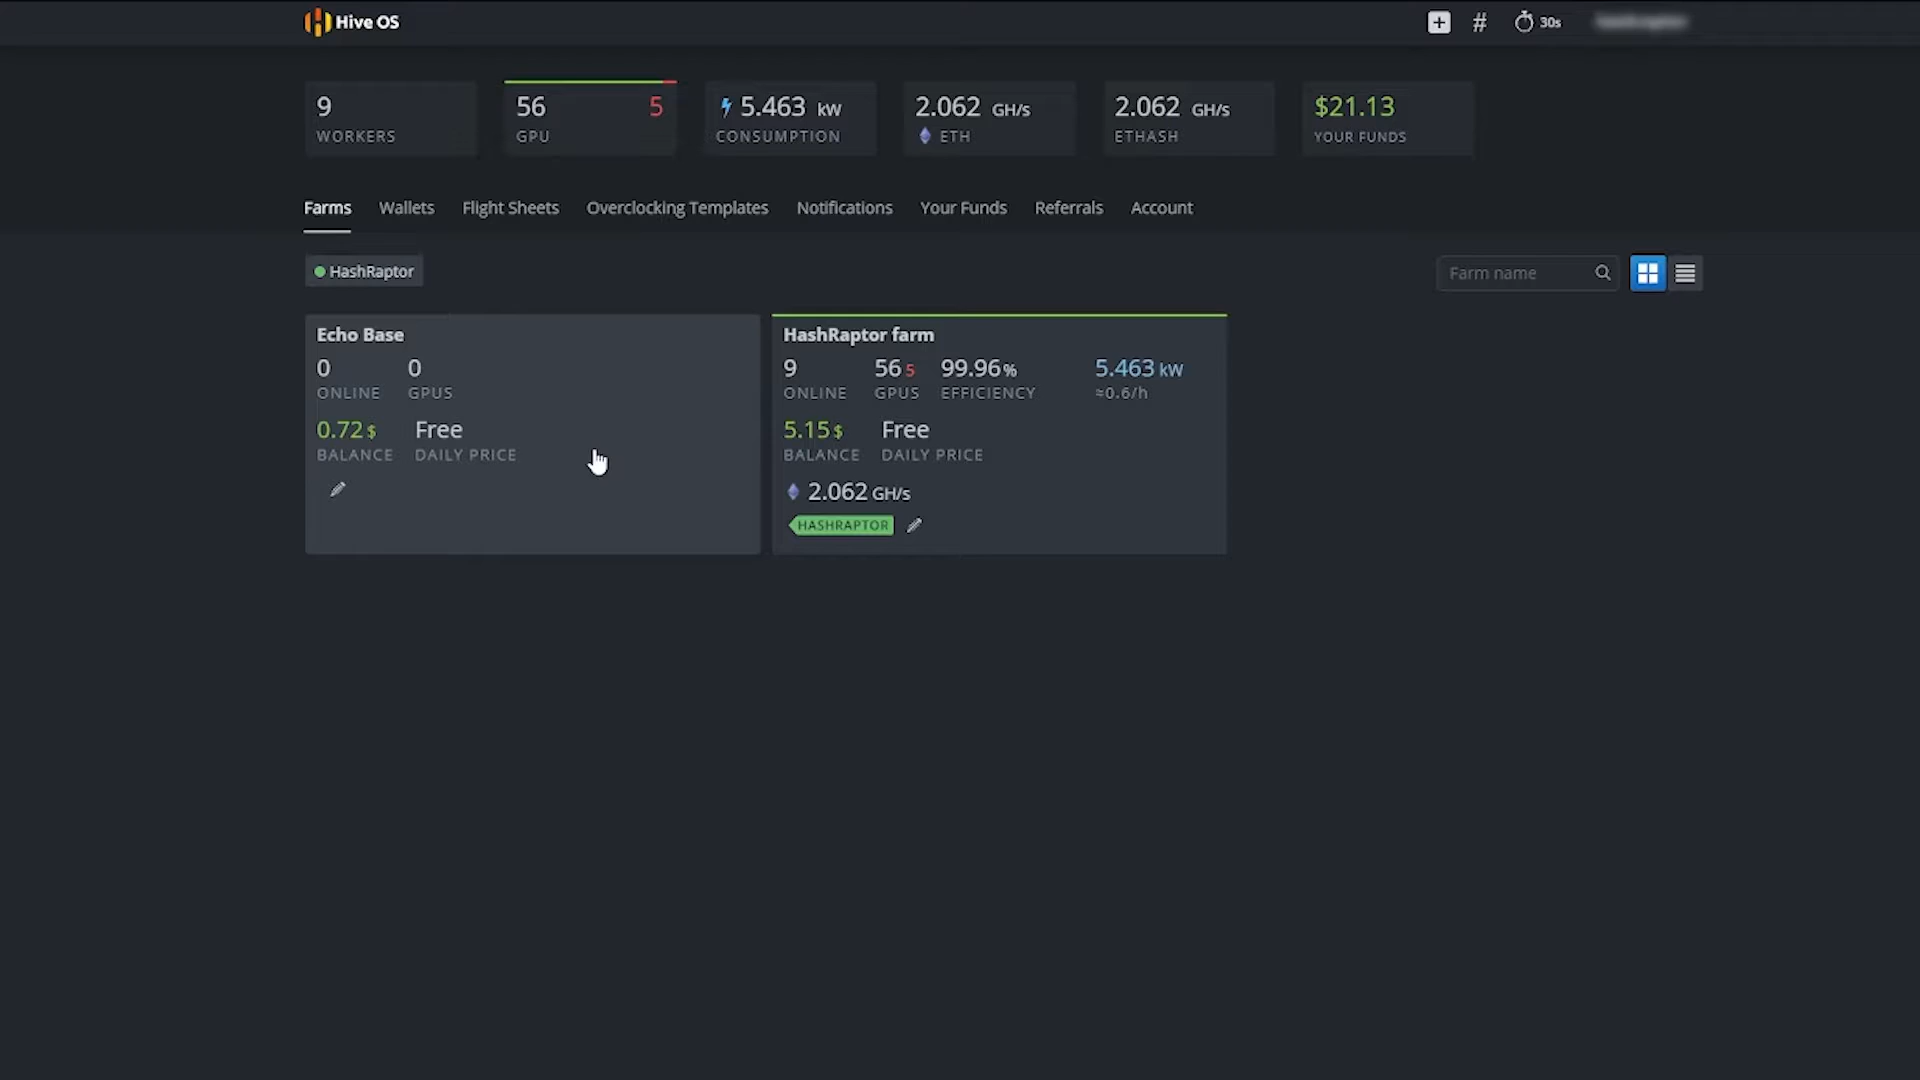 Hive OS
# 30s
9
WORKERS
56 5
GPU
5.463 kW
CONSUMPTION
2.062 GH/s
ETH
2.062 GH/s
ETHASH
$21.13
YOUR FUNDS
Farms Wallets Flight Sheets Overclocking Templates Notifications Your Funds Referrals Account
HashRaptor
Farm name
Echo Base
0 0
ONLINE GPUS
0.72 $ Free
BALANCE DAILY PRICE
HashRaptor farm
9 56 5 99.96 % 5.463 kW
ONLINE GPUS EFFICIENCY ≈0.6/h
5.15 $ Free
BALANCE DAILY PRICE
2.062 GH/s
HASHRAPTOR